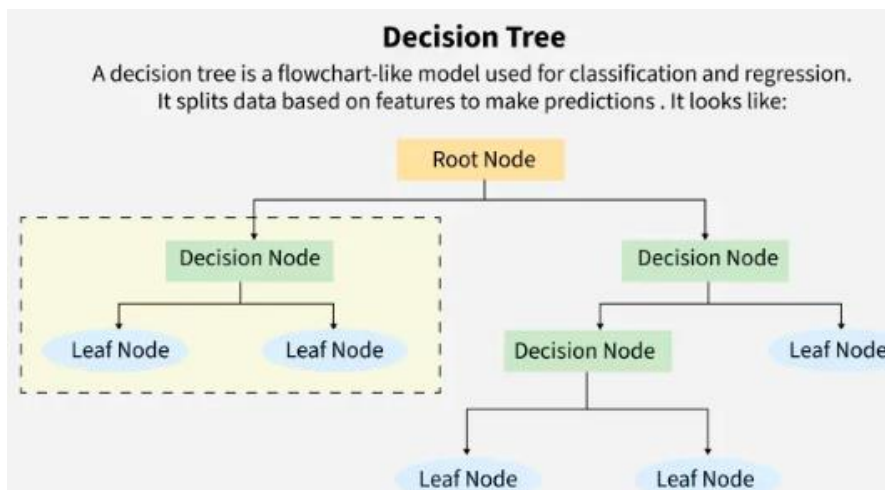 Decision Tree
A decision tree is a flowchart-like model used for classification and regression.
It splits data based on features to make predictions . It looks like:
Root Node
Decision Node
Decision Node
Leaf Node
Leaf Node
Decision Node
Leaf Node
Leaf Node
Leaf Node